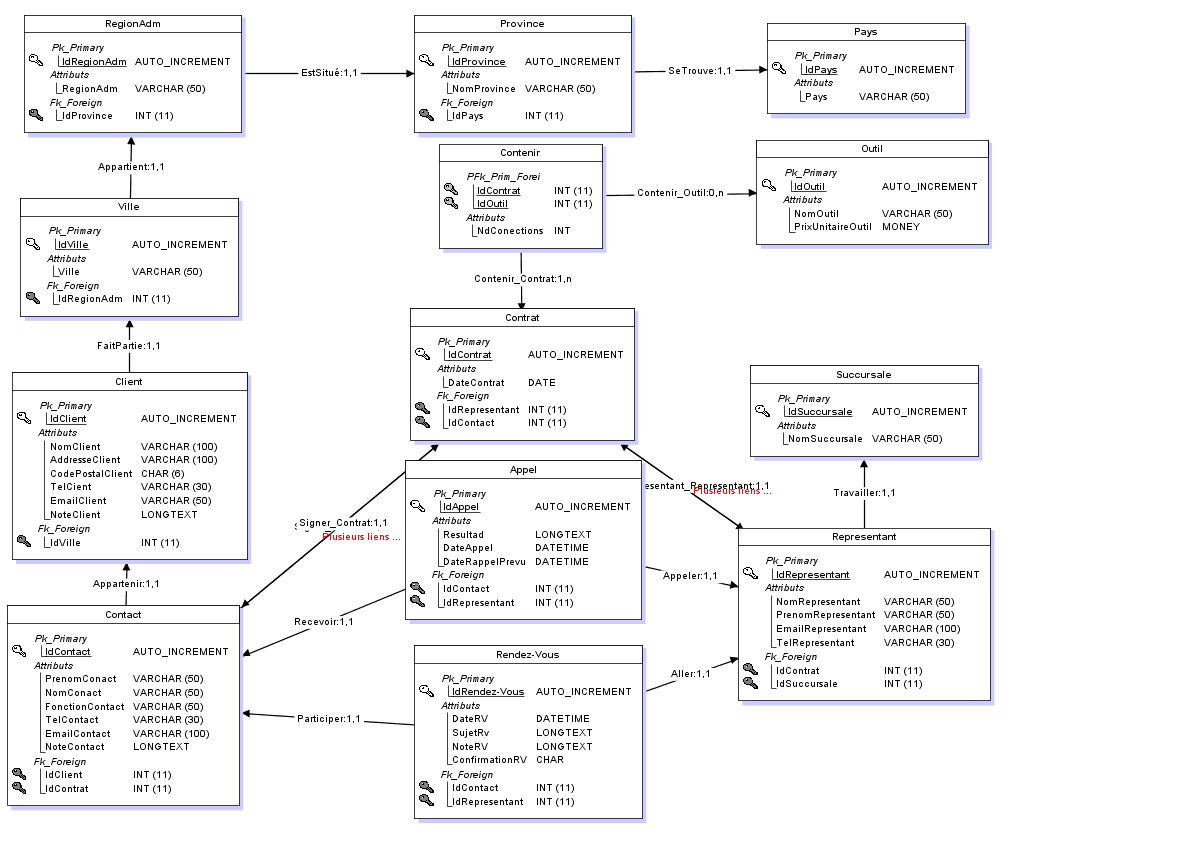 RegionAdm
Pk_Primary
IdRegionAdm AUTO_INCREMENT
Attributs
RegionAdm VARCHAR (50)
Fk_Foreign
IdProvince INT (11)
EstSitué:1,1
Province
Pk_Primary
IdProvince AUTO_INCREMENT
Attributs
NomProvince VARCHAR (50)
Fk_Foreign
IdPays INT (11)
SeTrouve:1,1
Pays
Pk_Primary
IdPays AUTO_INCREMENT
Attributs
Pays VARCHAR (50)
Appartient:1,1
Contenir
PFk_Prim_Forei
IdContrat INT (11)
IdOutil INT (11)
Attributs
NdConections INT
Contenir_Outil:0,n
Outil
Pk_Primary
IdOutil AUTO_INCREMENT
Attributs
NomOutil VARCHAR (50)
PrixUnitaireOutil MONEY
Ville
Pk_Primary
IdVille AUTO_INCREMENT
Attributs
Ville VARCHAR (50)
Fk_Foreign
IdRegionAdm INT (11)
Contenir_Contrat:1,n
FaitPartie:1,1
Contrat
Pk_Primary
IdContrat AUTO_INCREMENT
Attributs
DateContrat DATE
Fk_Foreign
IdRepresentant INT (11)
IdContact INT (11)
Client
Pk_Primary
IdClient AUTO_INCREMENT
Attributs
NomClient VARCHAR (100)
AddresseClient VARCHAR (100)
CodePostalClient CHAR (6)
TelClient VARCHAR (30)
EmailClient VARCHAR (50)
NoteClient LONGTEXT
Fk_Foreign
IdVille INT (11)
Succursale
Pk_Primary
IdSuccursale AUTO_INCREMENT
Attributs
NomSuccursale VARCHAR (50)
Signer_Contrat:1,1
Plusieurs liens ...
Appel
Pk_Primary
IdAppel AUTO_INCREMENT
Attributs
Resultad LONGTEXT
DateAppel DATETIME
DateRappelPrevu DATETIME
Fk_Foreign
IdContact INT (11)
IdRepresentant INT (11)
esentant_Representant:1,1
Plusieurs liens ...
Travailler:1,1
Appartenir:1,1
Appeler:1,1
Representant
Pk_Primary
IdRepresentant AUTO_INCREMENT
Attributs
NomRepresentant VARCHAR (50)
PrenomRepresentant VARCHAR (50)
EmailRepresentant VARCHAR (100)
TelRepresentant VARCHAR (30)
Fk_Foreign
IdContrat INT (11)
IdSuccursale INT (11)
Contact
Pk_Primary
IdContact AUTO_INCREMENT
Attributs
PrenomConact VARCHAR (50)
NomConact VARCHAR (50)
FonctionContact VARCHAR (50)
TelContact VARCHAR (30)
EmailContact VARCHAR (100)
NoteContact LONGTEXT
Fk_Foreign
IdClient INT (11)
IdContrat INT (11)
Recevoir:1,1
Participer:1,1
Rendez-Vous
Pk_Primary
IdRendez-Vous AUTO_INCREMENT
Attributs
DateRV DATETIME
SujetRv LONGTEXT
NoteRV LONGTEXT
ConfirmationRV CHAR
Fk_Foreign
IdContact INT (11)
IdRepresentant INT (11)
Aller:1,1